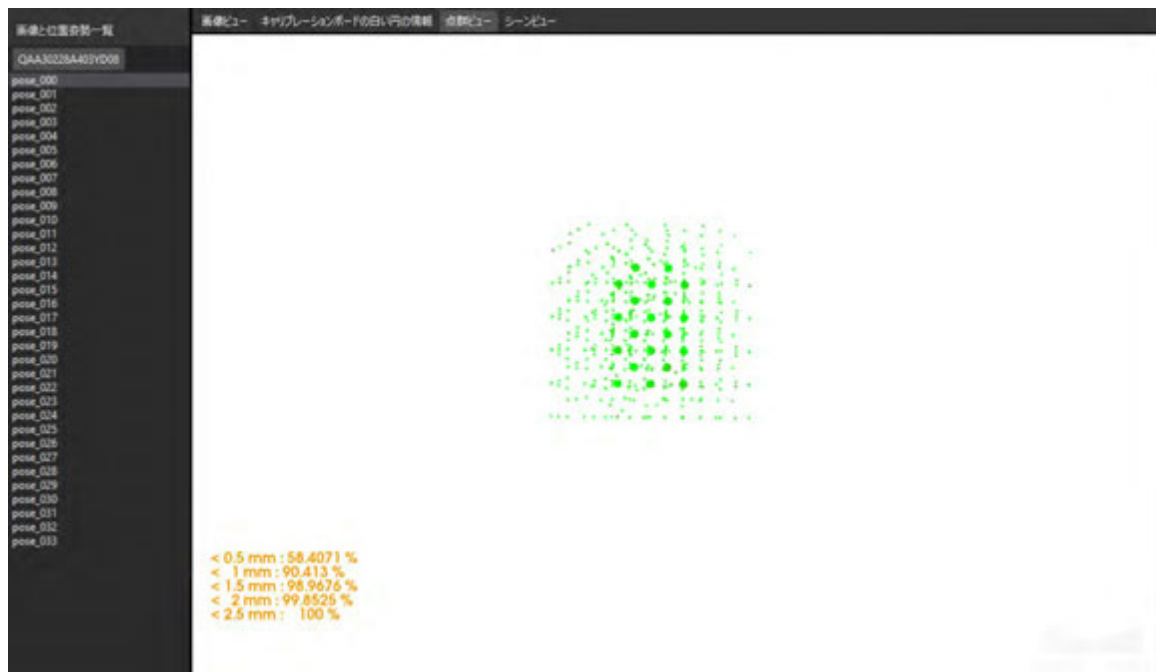 画像と位置姿勢一覧
画像ビュー キャリブレーションボードの白い円の情報 点群ビュー シーンビュー
QAA30228A403YD08
pose_000
pose_001
pose_002
pose_003
pose_004
pose_005
pose_006
pose_007
pose_008
pose_009
pose_010
pose_011
pose_012
pose_013
pose_014
pose_015
pose_016
pose_017
pose_018
pose_019
pose_020
pose_021
pose_022
pose_023
pose_024
pose_025
pose_026
pose_027
pose_028
pose_029
pose_030
pose_031
pose_032
pose_033
< 0.5 mm : 58.4071 %
< 1 mm : 90.413 %
< 1.5 mm : 98.9676 %
< 2 mm : 99.8525 %
< 2.5 mm : 100 %